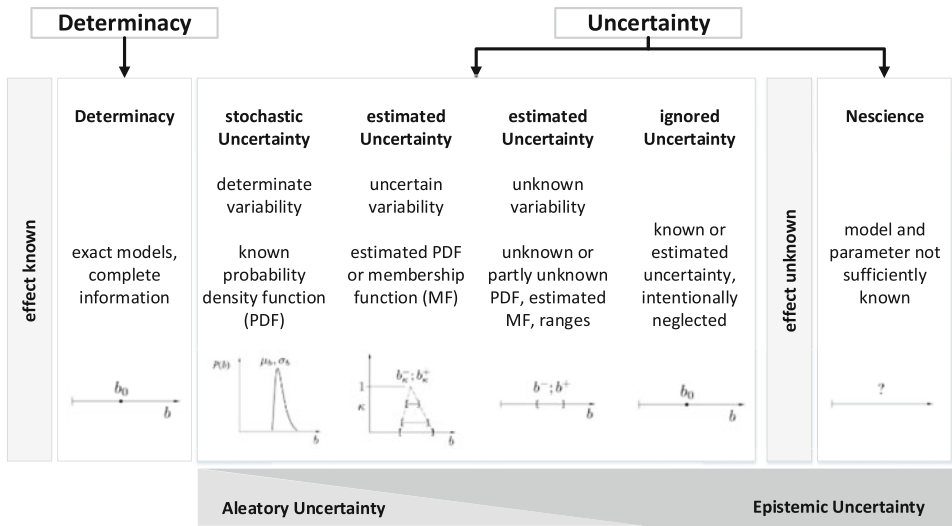 Determinacy
Uncertainty
effect known
Determinacy
exact models,
complete
information
b₀
b
stochastic
Uncertainty
determinate
variability
known
probability
density function
(PDF)
p(b)
μb, σb
b
estimated
Uncertainty
uncertain
variability
estimated PDF
or membership
function (MF)
1
κ
b⁻κ; b⁺κ
b
estimated
Uncertainty
unknown
variability
unknown or
partly unknown
PDF, estimated
MF, ranges
b⁻; b⁺
b
ignored
Uncertainty
known or
estimated
uncertainty,
intentionally
neglected
b₀
b
effect unknown
Nescience
model and
parameter not
sufficiently
known
?
Aleatory Uncertainty
Epistemic Uncertainty